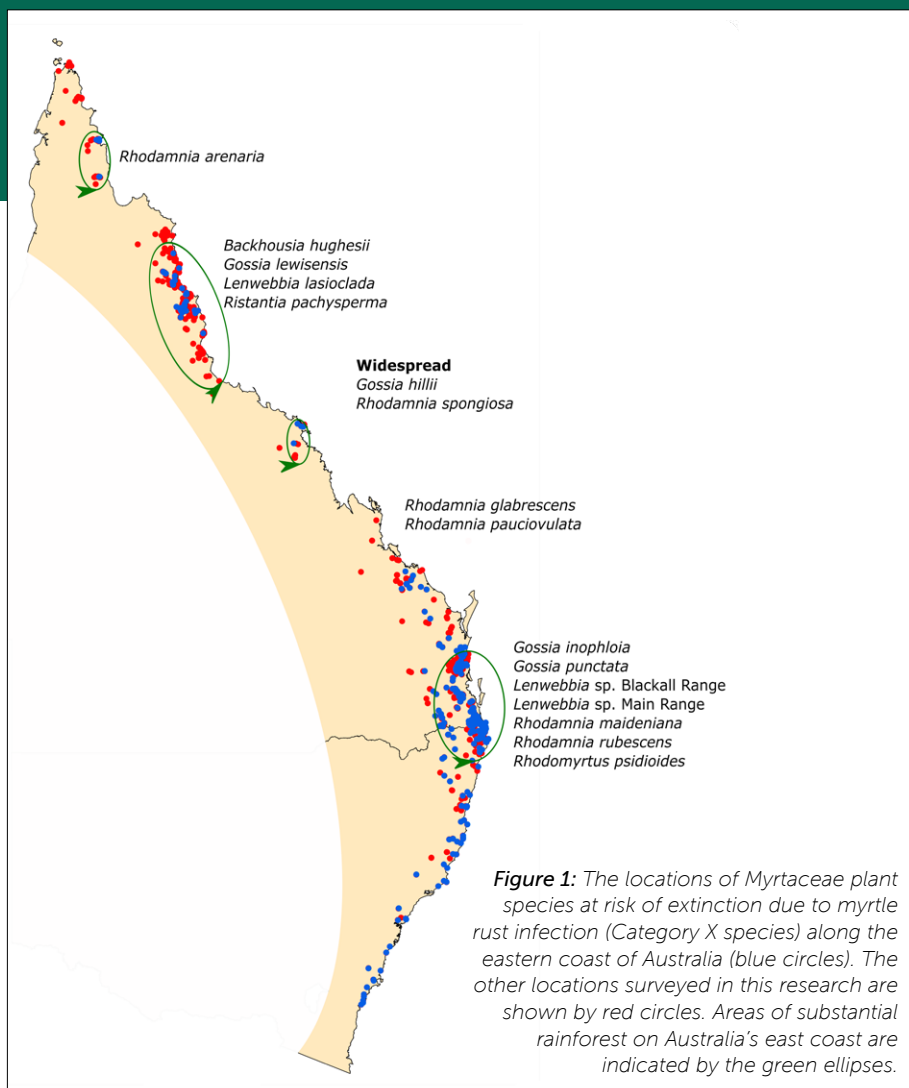 Rhodamnia arenaria
Backhousia hughesii
Gossia lewisensis
Lenwebbia lasioclada
Ristantia pachysperma
Widespread
Gossia hillii
Rhodamnia spongiosa
Rhodamnia glabrescens
Rhodamnia pauciovulata
Gossia inophloia
Gossia punctata
Lenwebbia sp. Blackall Range
Lenwebbia sp. Main Range
Rhodamnia maideniana
Rhodamnia rubescens
Rhodomyrtus psidioides
Figure 1: The locations of Myrtaceae plant
species at risk of extinction due to myrtle
rust infection (Category X species) along the
eastern coast of Australia (blue circles). The
other locations surveyed in this research are
shown by red circles. Areas of substantial
rainforest on Australia’s east coast are
indicated by the green ellipses.